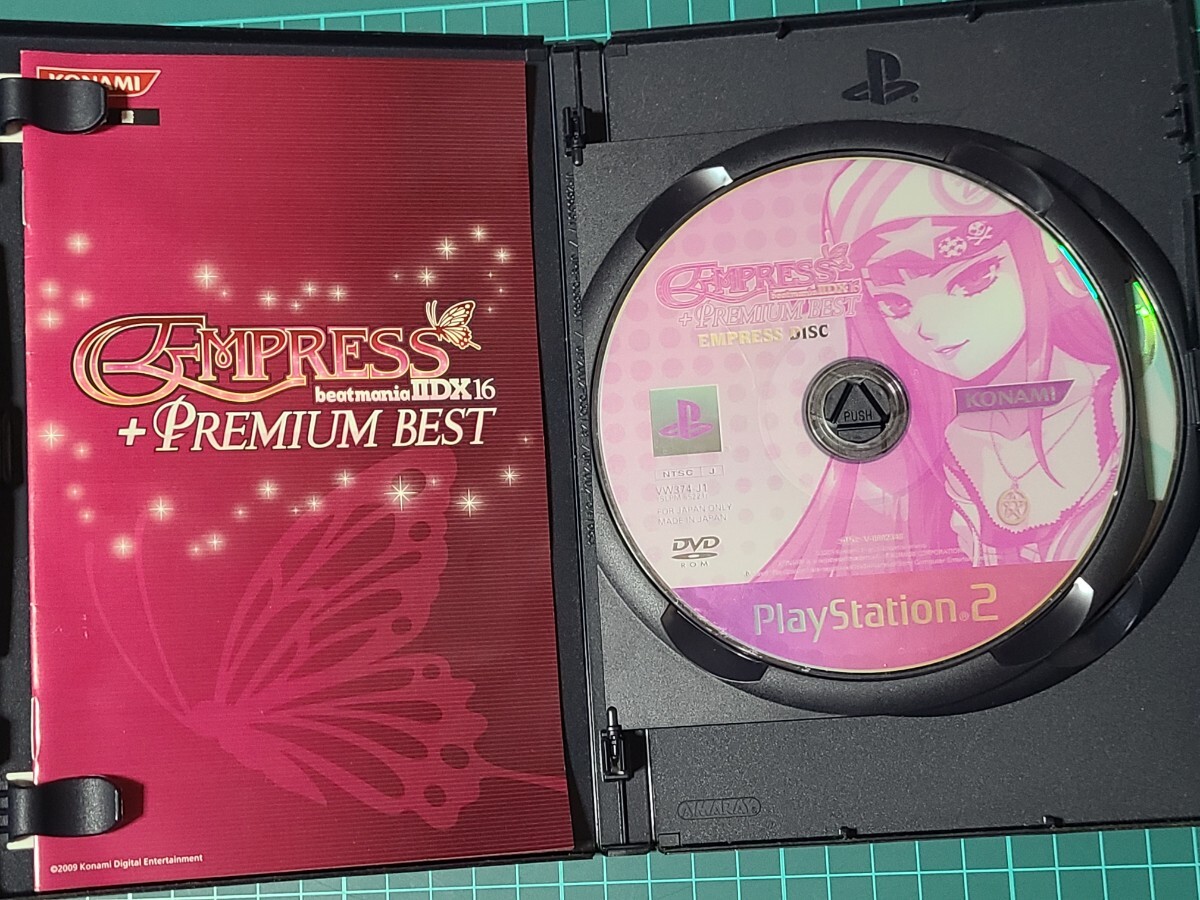 KONAMI
EMPRESS
beatmania IIDX 16
+ PREMIUM BEST
©2009 Konami Digital Entertainment
EMPRESS
beatmania IIDX 16
+ PREMIUM BEST
EMPRESS DISC
KONAMI
PUSH
NTSC J
VW374-J1
FOR JAPAN ONLY
MADE IN JAPAN
DVD
ROM
PlayStation®2
AMARAY